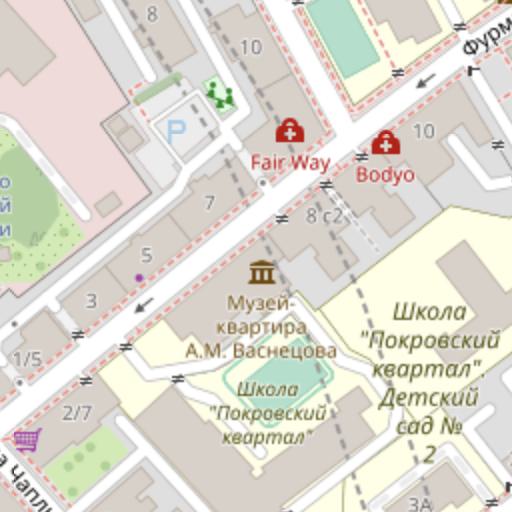 8
10
Фурм
P
Fair Way
10
Bodyo
о
й
и
7
8 с2
5
Музей-
квартира
А.М. Васнецова
3
Школа
"Покровский
квартал".
Детский
сад №
2
1/5
Школа
"Покровский
квартал"
2/7
а Чаплы
3А